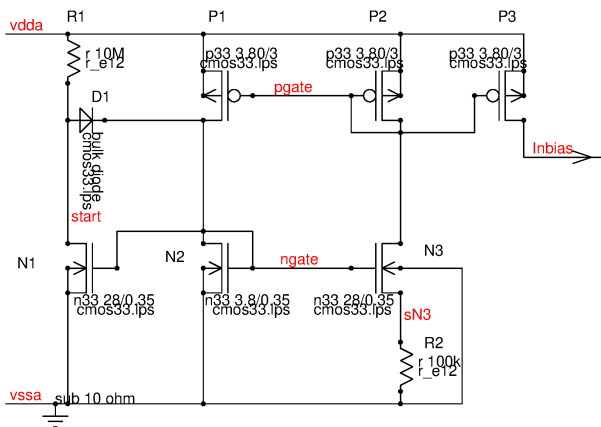 R1 P1 P2 P3
vdda
r 10M
r_e12
p33 3.80/3
cmos33.lps
p33 3.80/3
cmos33.lps
p33 3.80/3
cmos33.lps
D1
pgate
bulk diode
cmos33.lps
Inbias
start
N1
N2
ngate
N3
n33 28/0.35
cmos33.lps
n33 3.8/0.35
cmos33.lps
n33 28/0.35
cmos33.lps
sN3
R2
r 100k
r_e12
vssa
sub 10 ohm